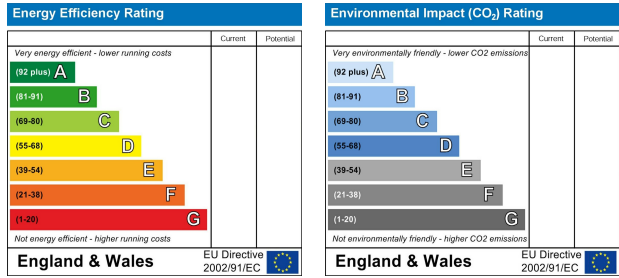 Energy Efficiency Rating
Current Potential
Very energy efficient - lower running costs
(92 plus) A
(81-91) B
(69-80) C
(55-68) D
(39-54) E
(21-38) F
(1-20) G
Not energy efficient - higher running costs
England & Wales
EU Directive
2002/91/EC
Environmental Impact (CO2) Rating
Current Potential
Very environmentally friendly - lower CO2 emissions
(92 plus) A
(81-91) B
(69-80) C
(55-68) D
(39-54) E
(21-38) F
(1-20) G
Not environmentally friendly - higher CO2 emissions
England & Wales
EU Directive
2002/91/EC